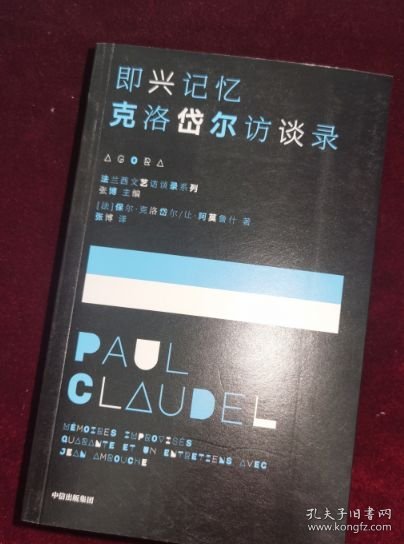 即兴记忆
克洛岱尔访谈录
AGORA
法兰西文艺访谈录系列
张博 主编
[法]保尔·克洛岱尔/让·阿莫鲁什 著
张博 译
PAUL
CLAUDEL
MÉMOIRES IMPROVISÉS
QUARANTE ET UN ENTRETIENS AVEC
JEAN AMROUCHE
中信出版集团
孔夫子旧书网
www.kongfz.com